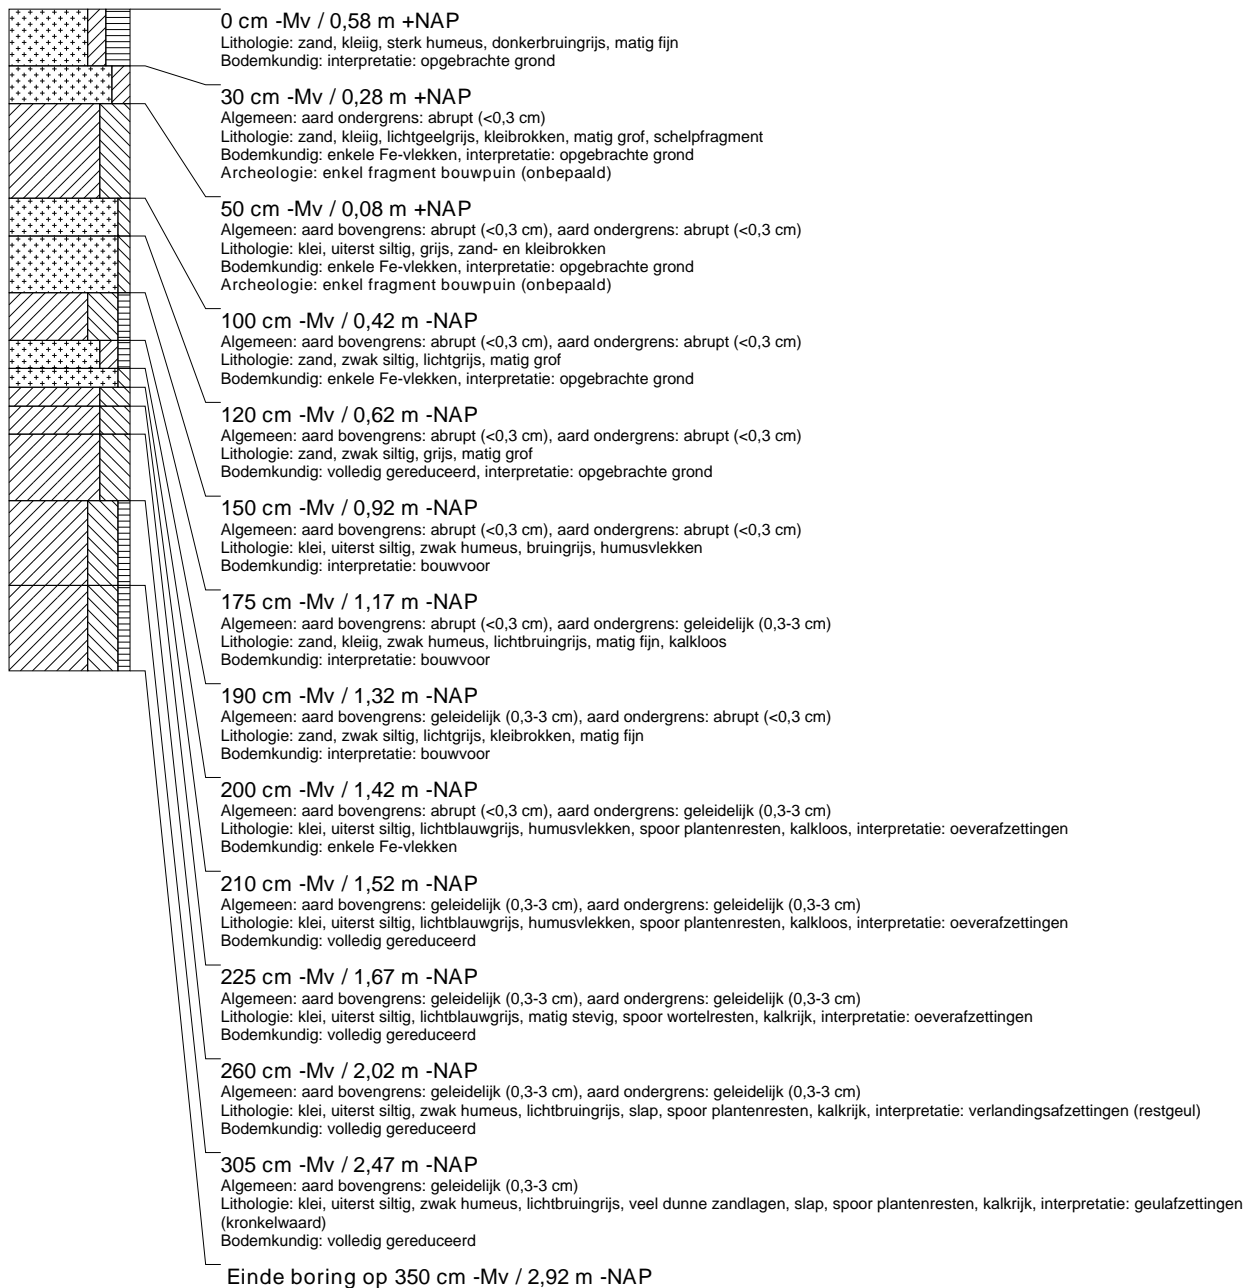 0 cm -Mv / 0,58 m +NAP
Lithologie: zand, kleiig, sterk humeus, donkerbruingrijs, matig fijn
Bodemkundig: interpretatie: opgebrachte grond
30 cm -Mv / 0,28 m +NAP
Algemeen: aard ondergrens: abrupt (<0,3 cm)
Lithologie: zand, kleiig, lichtgeelgrijs, kleibrokken, matig grof, schelpfragment
Bodemkundig: enkele Fe-vlekken, interpretatie: opgebrachte grond
Archeologie: enkel fragment bouwpuin (onbepaald)
50 cm -Mv / 0,08 m +NAP
Algemeen: aard bovengrens: abrupt (<0,3 cm), aard ondergrens: abrupt (<0,3 cm)
Lithologie: klei, uiterst siltig, grijs, zand- en kleibrokken
Bodemkundig: enkele Fe-vlekken, interpretatie: opgebrachte grond
Archeologie: enkel fragment bouwpuin (onbepaald)
100 cm -Mv / 0,42 m -NAP
Algemeen: aard bovengrens: abrupt (<0,3 cm), aard ondergrens: abrupt (<0,3 cm)
Lithologie: zand, zwak siltig, lichtgrijs, matig grof
Bodemkundig: enkele Fe-vlekken, interpretatie: opgebrachte grond
120 cm -Mv / 0,62 m -NAP
Algemeen: aard bovengrens: abrupt (<0,3 cm), aard ondergrens: abrupt (<0,3 cm)
Lithologie: zand, zwak siltig, grijs, matig grof
Bodemkundig: volledig gereduceerd, interpretatie: opgebrachte grond
150 cm -Mv / 0,92 m -NAP
Algemeen: aard bovengrens: abrupt (<0,3 cm), aard ondergrens: abrupt (<0,3 cm)
Lithologie: klei, uiterst siltig, zwak humeus, bruingrijs, humusvlekken
Bodemkundig: interpretatie: bouwvoor
175 cm -Mv / 1,17 m -NAP
Algemeen: aard bovengrens: abrupt (<0,3 cm), aard ondergrens: geleidelijk (0,3-3 cm)
Lithologie: zand, kleiig, zwak humeus, lichtbruingrijs, matig fijn, kalkloos
Bodemkundig: interpretatie: bouwvoor
190 cm -Mv / 1,32 m -NAP
Algemeen: aard bovengrens: geleidelijk (0,3-3 cm), aard ondergrens: abrupt (<0,3 cm)
Lithologie: zand, zwak siltig, lichtgrijs, kleibrokken, matig fijn
Bodemkundig: interpretatie: bouwvoor
200 cm -Mv / 1,42 m -NAP
Algemeen: aard bovengrens: abrupt (<0,3 cm), aard ondergrens: geleidelijk (0,3-3 cm)
Lithologie: klei, uiterst siltig, lichtblauwgrijs, humusvlekken, spoor plantenresten, kalkloos, interpretatie: oeverafzettingen
Bodemkundig: enkele Fe-vlekken
210 cm -Mv / 1,52 m -NAP
Algemeen: aard bovengrens: geleidelijk (0,3-3 cm), aard ondergrens: geleidelijk (0,3-3 cm)
Lithologie: klei, uiterst siltig, lichtblauwgrijs, humusvlekken, spoor plantenresten, kalkloos, interpretatie: oeverafzettingen
Bodemkundig: volledig gereduceerd
225 cm -Mv / 1,67 m -NAP
Algemeen: aard bovengrens: geleidelijk (0,3-3 cm), aard ondergrens: geleidelijk (0,3-3 cm)
Lithologie: klei, uiterst siltig, lichtblauwgrijs, matig stevig, spoor wortelresten, kalkrijk, interpretatie: oeverafzettingen
Bodemkundig: volledig gereduceerd
260 cm -Mv / 2,02 m -NAP
Algemeen: aard bovengrens: geleidelijk (0,3-3 cm), aard ondergrens: geleidelijk (0,3-3 cm)
Lithologie: klei, uiterst siltig, zwak humeus, lichtbruingrijs, slap, spoor plantenresten, kalkrijk, interpretatie: verlandingsafzettingen (restgeul)
Bodemkundig: volledig gereduceerd
305 cm -Mv / 2,47 m -NAP
Algemeen: aard bovengrens: geleidelijk (0,3-3 cm)
Lithologie: klei, uiterst siltig, zwak humeus, lichtbruingrijs, veel dunne zandlagen, slap, spoor plantenresten, kalkrijk, interpretatie: geulafzettingen
(kronkelwaard)
Bodemkundig: volledig gereduceerd
Einde boring op 350 cm -Mv / 2,92 m -NAP